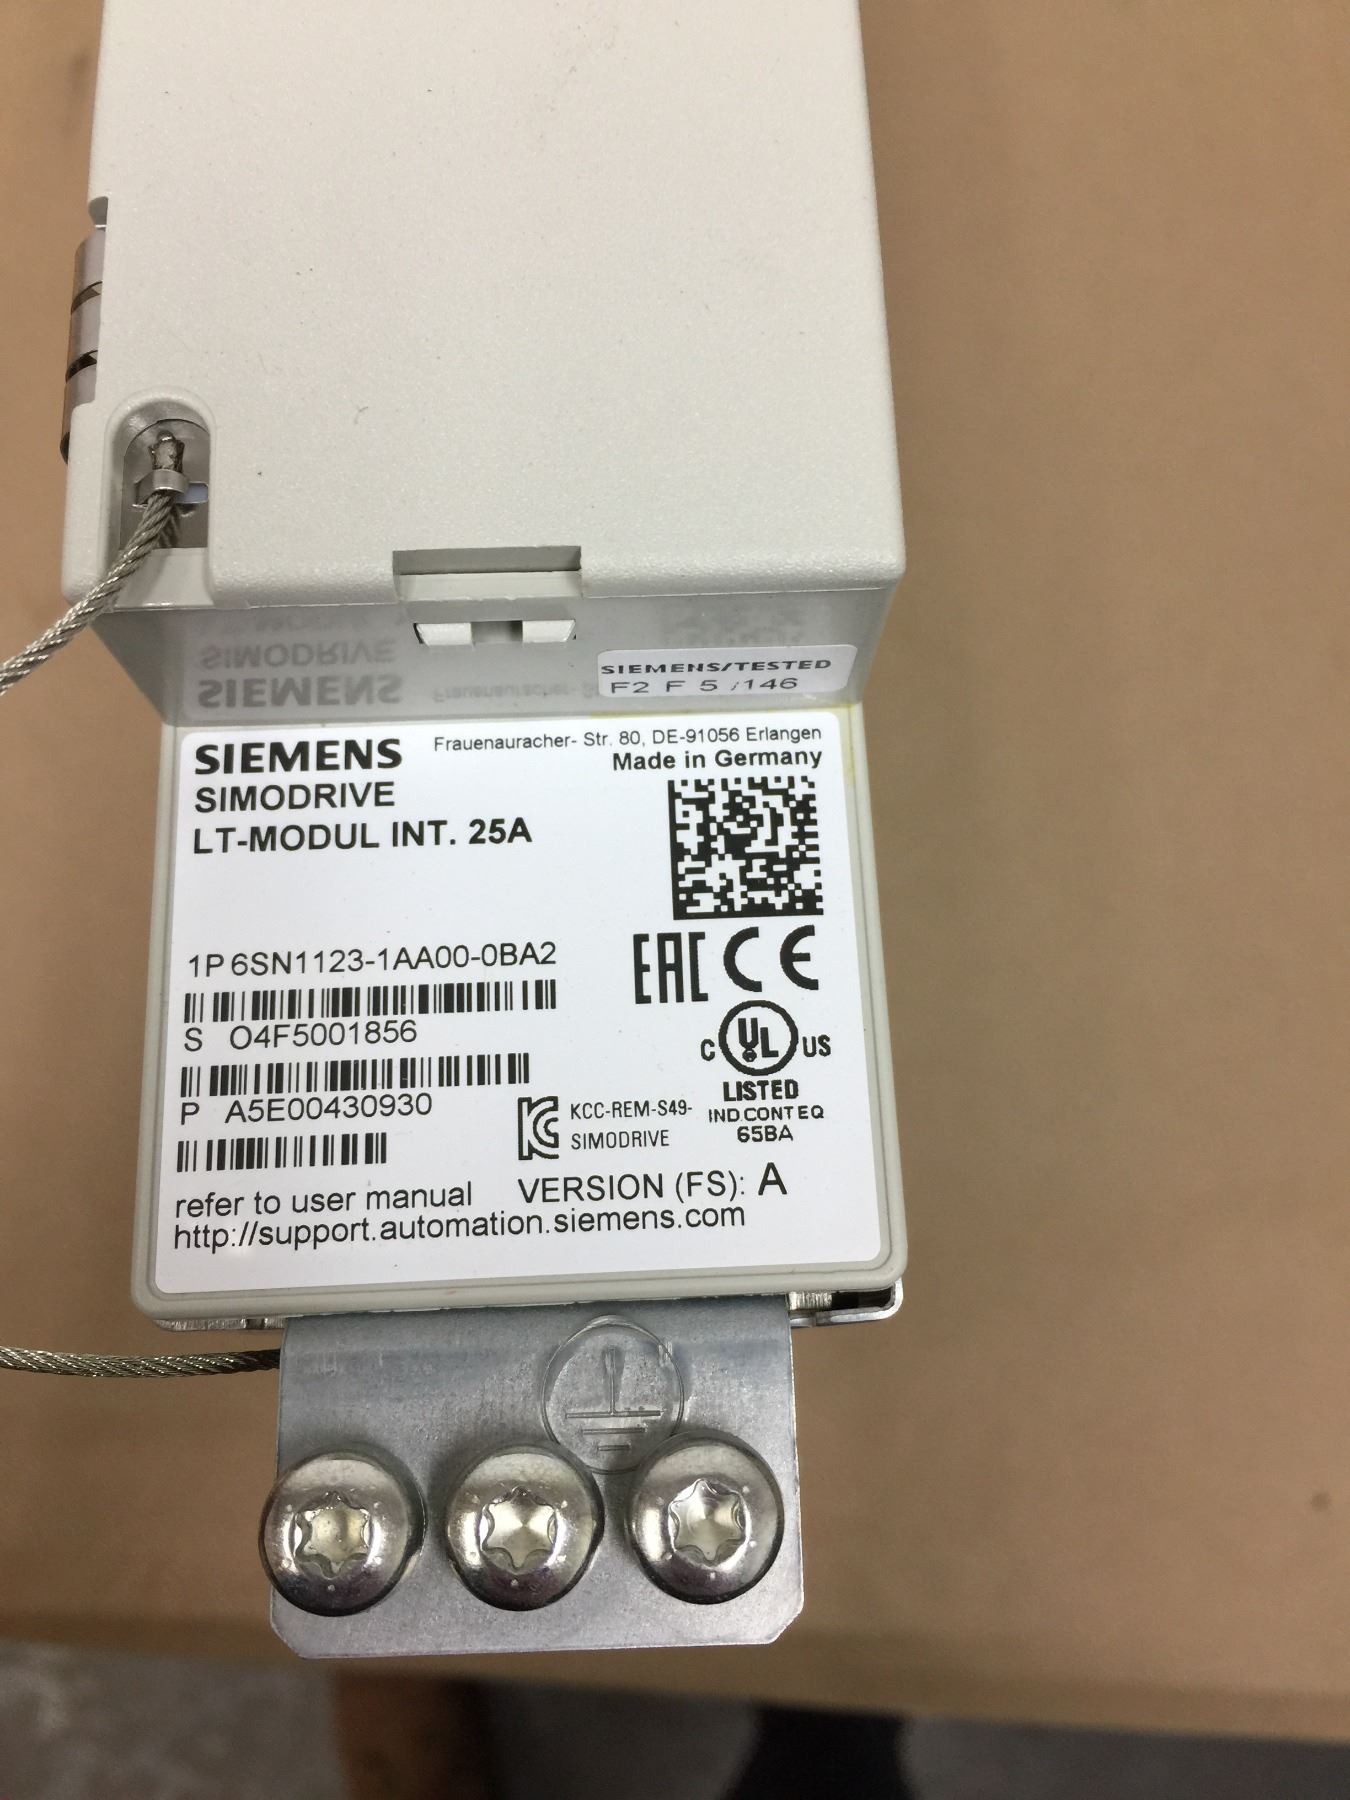 SIEMENS/TESTED
F2 F 5 /146
SIEMENS
Frauenauracher- Str. 80, DE-91056 Erlangen
Made in Germany
SIMODRIVE
LT-MODUL INT. 25A
1P 6SN1123-1AA00-0BA2
EAC CE
S O4F5001856
C UL US
LISTED
IND.CONT.EQ
65BA
P A5E00430930
KCC-REM-S49-
SIMODRIVE
VERSION (FS): A
refer to user manual
http://support.automation.siemens.com